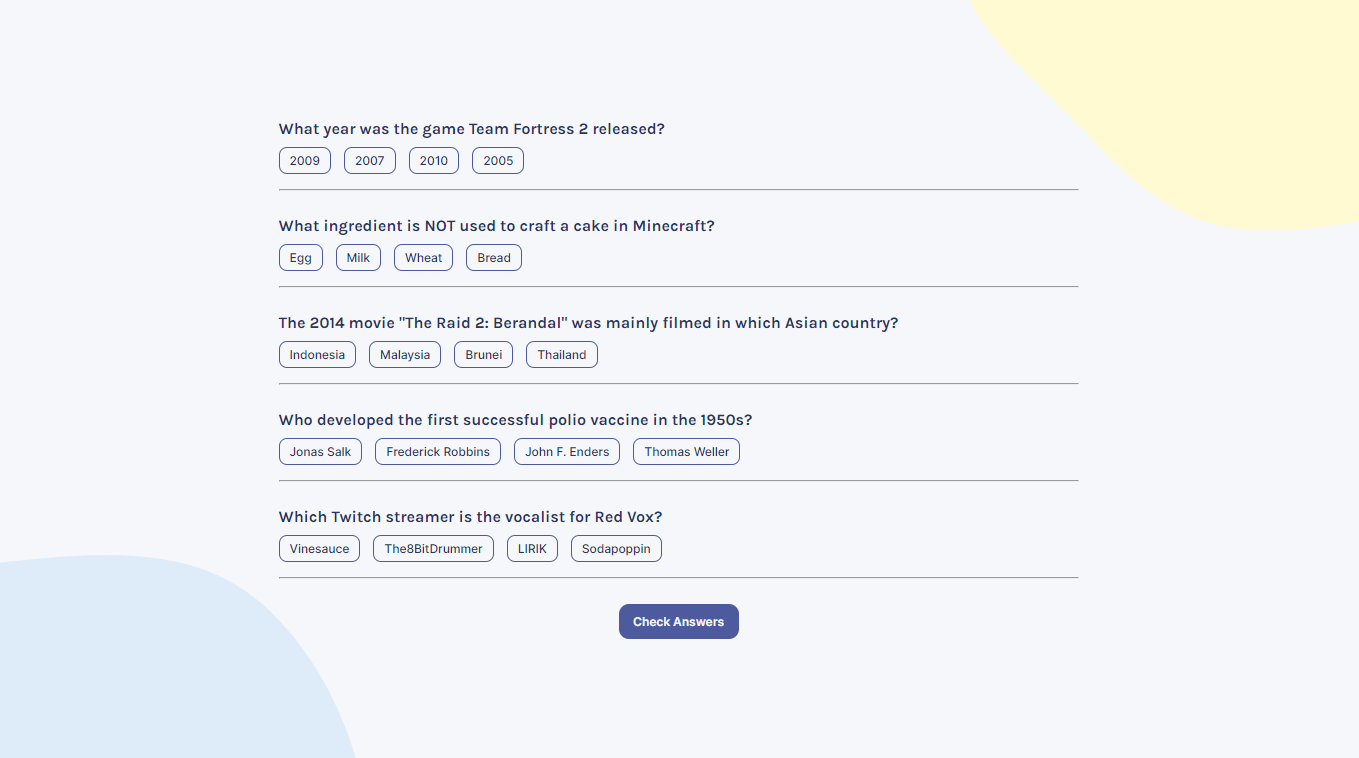 What year was the game Team Fortress 2 released?
2009 2007 2010 2005
What ingredient is NOT used to craft a cake in Minecraft?
Egg Milk Wheat Bread
The 2014 movie "The Raid 2: Berandal" was mainly filmed in which Asian country?
Indonesia Malaysia Brunei Thailand
Who developed the first successful polio vaccine in the 1950s?
Jonas Salk Frederick Robbins John F. Enders Thomas Weller
Which Twitch streamer is the vocalist for Red Vox?
Vinesauce The8BitDrummer LIRIK Sodapoppin
Check Answers